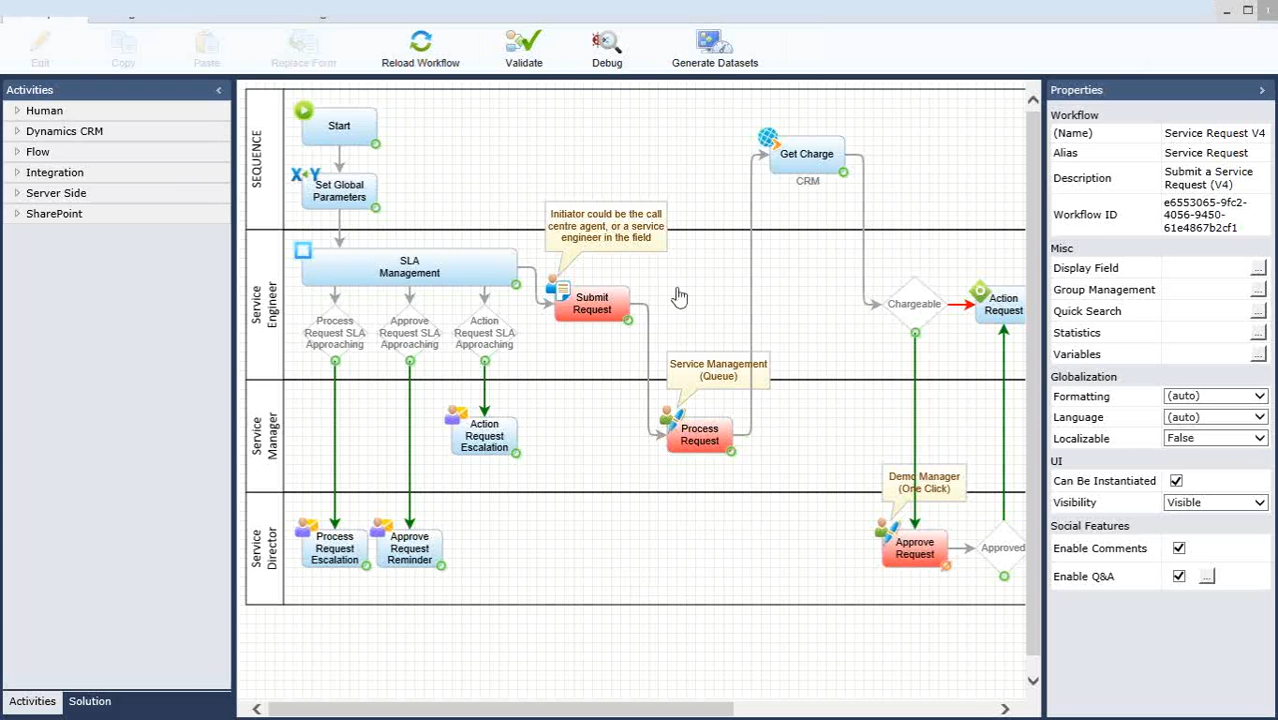 Edit
Copy
Paste
Replace Form
Reload Workflow
Validate
Debug
Generate Datasets
Activities
Human
Dynamics CRM
Flow
Integration
Server Side
SharePoint
Activities
Solution
SEQUENCE
Service
Engineer
Service
Manager
Service
Director
Start
X
Y
Set Global
Parameters
SLA
Management
Process
Request SLA
Approaching
Approve
Request SLA
Approaching
Action
Request SLA
Approaching
Initiator could be the call
centre agent, or a service
engineer in the field
Submit
Request
Get Charge
CRM
Chargeable
Action
Request
Service Management
(Queue)
Process
Request
Action
Request
Escalation
Process
Request
Escalation
Approve
Request
Reminder
Demo Manager
(One Click)
Approve
Request
Approved
Properties
Workflow
(Name) Service Request V4
Alias Service Request
Description Submit a Service
Request (V4)
Workflow ID e6553065-9fc2-
4056-9450-
61e4867b2cf1
Misc
Display Field ...
Group Management ...
Quick Search ...
Statistics ...
Variables ...
Globalization
Formatting (auto)
Language (auto)
Localizable False
UI
Can Be Instantiated
Visibility Visible
Social Features
Enable Comments
Enable Q&A ...